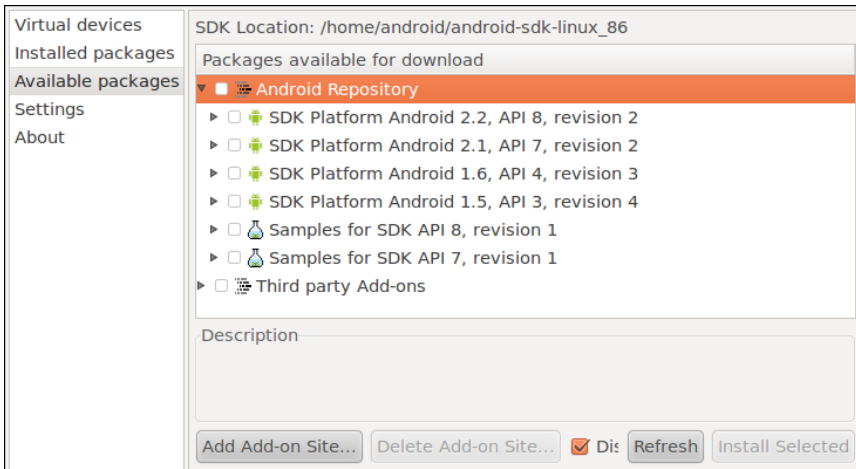 Virtual devices
Installed packages
Available packages
Settings
About
SDK Location: /home/android/android-sdk-linux_86
Packages available for download
Android Repository
SDK Platform Android 2.2, API 8, revision 2
SDK Platform Android 2.1, API 7, revision 2
SDK Platform Android 1.6, API 4, revision 3
SDK Platform Android 1.5, API 3, revision 4
Samples for SDK API 8, revision 1
Samples for SDK API 7, revision 1
Third party Add-ons
Description
Add Add-on Site... Delete Add-on Site... Dis Refresh Install Selected